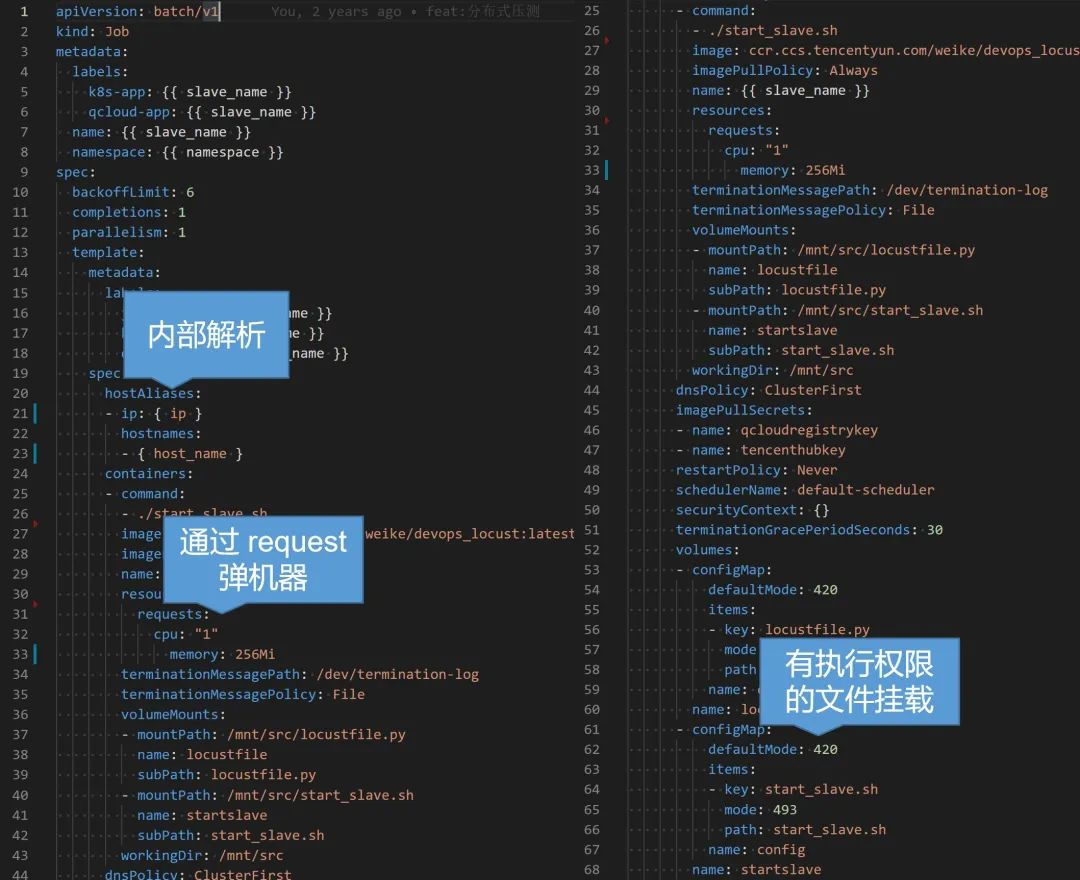 1 apiVersion: batch/v1 You, 2 years ago • feat:分布式压测
2 kind: Job
3 metadata:
4 labels:
5 k8s-app: {{ slave_name }}
6 qcloud-app: {{ slave_name }}
7 name: {{ slave_name }}
8 namespace: {{ namespace }}
9 spec:
10 backoffLimit: 6
11 completions: 1
12 parallelism: 1
13 template:
14 metadata:
15
内部解析
16 }}
17 }}
18 _name }}
19 spec
20 hostAliases:
21 - ip: { ip }
22 hostnames:
23 - { host_name }
24 containers:
25 - command:
26 - ./start_slave.sh
通过 request
弹机器
27 image weike/devops_locust:latest
28 image
29 name:
30 resou
31 requests:
32 cpu: "1"
33 memory: 256Mi
34 terminationMessagePath: /dev/termination-log
35 terminationMessagePolicy: File
36 volumeMounts:
37 - mountPath: /mnt/src/locustfile.py
38 name: locustfile
39 subPath: locustfile.py
40 - mountPath: /mnt/src/start_slave.sh
41 name: startslave
42 subPath: start_slave.sh
43 workingDir: /mnt/src
44 dnsPolicy: ClusterFirst
25 - command:
26 - ./start_slave.sh
27 image: ccr.ccs.tencentyun.com/weike/devops_locus
28 imagePullPolicy: Always
29 name: {{ slave_name }}
30 resources:
31 requests:
32 cpu: "1"
33 memory: 256Mi
34 terminationMessagePath: /dev/termination-log
35 terminationMessagePolicy: File
36 volumeMounts:
37 - mountPath: /mnt/src/locustfile.py
38 name: locustfile
39 subPath: locustfile.py
40 - mountPath: /mnt/src/start_slave.sh
41 name: startslave
42 subPath: start_slave.sh
43 workingDir: /mnt/src
44 dnsPolicy: ClusterFirst
45 imagePullSecrets:
46 - name: qcloudregistrykey
47 - name: tencenthubkey
48 restartPolicy: Never
49 schedulerName: default-scheduler
50 securityContext: {}
51 terminationGracePeriodSeconds: 30
52 volumes:
53 - configMap:
54 defaultMode: 420
55 items:
56 - key: locustfile.py
57 mode
58 path
有执行权限
的文件挂载
59 name:
60 name: lo
61 - configMap:
62 defaultMode: 420
63 items:
64 - key: start_slave.sh
65 mode: 493
66 path: start_slave.sh
67 name: config
68 name: startslave